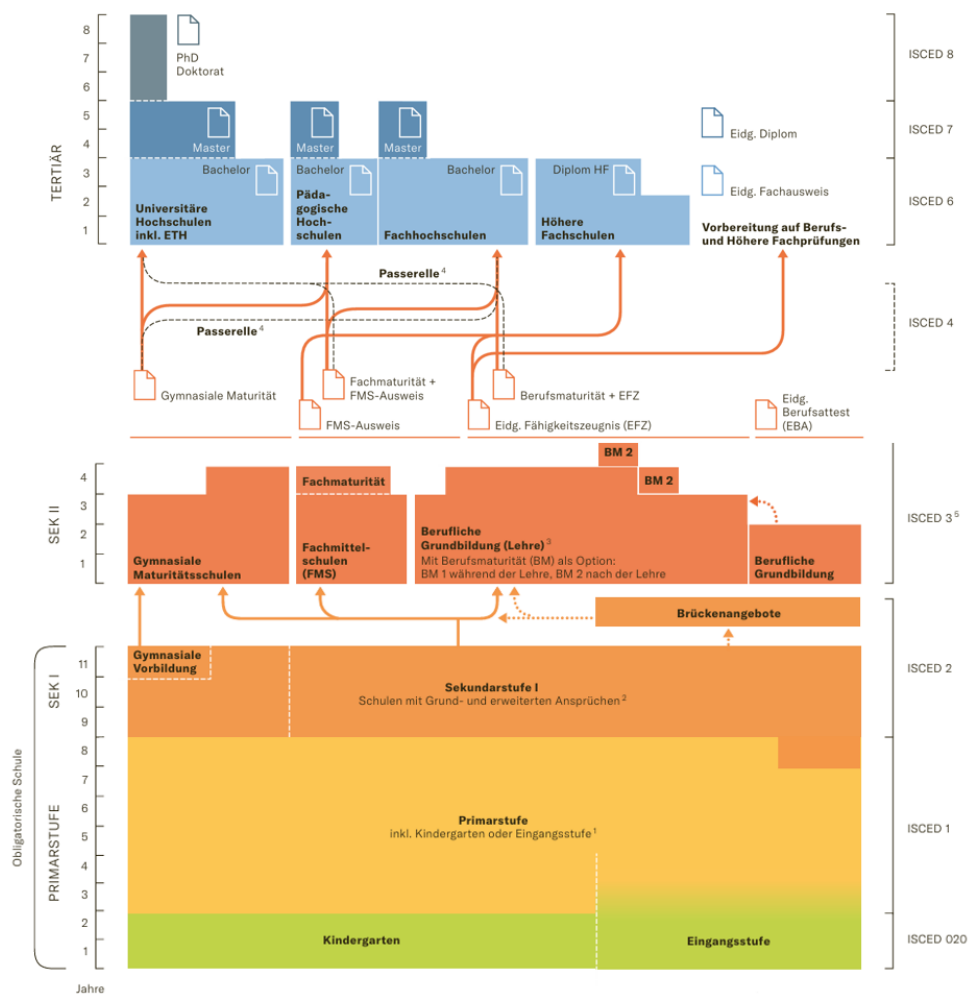 8
7
6
5
4
3
2
1
TERTIÄR
PhD
Doktorat
Master
Master
Master
Bachelor
Bachelor
Bachelor
Diplom HF
Universitäre
Hochschulen
inkl. ETH
Päda-
gogische
Hoch-
schulen
Fachhochschulen
Höhere
Fachschulen
Eidg. Diplom
Eidg. Fachausweis
Vorbereitung auf Berufs-
und Höhere Fachprüfungen
ISCED 8
ISCED 7
ISCED 6
Passerelle 4
Passerelle 4
ISCED 4
Gymnasiale Maturität
Fachmaturität +
FMS-Ausweis
Berufsmaturität + EFZ
FMS-Ausweis
Eidg. Fähigkeitszeugnis (EFZ)
Eidg.
Berufsattest
(EBA)
SEK II
4
3
2
1
Gymnasiale
Maturitätsschulen
Fachmaturität
Fachmittel-
schulen
(FMS)
BM 2
BM 2
Berufliche
Grundbildung (Lehre) 3
Mit Berufsmaturität (BM) als Option:
BM 1 während der Lehre, BM 2 nach der Lehre
Berufliche
Grundbildung
ISCED 3 5
Brückenangebote
Obligatorische Schule
SEK I
11
10
9
Gymnasiale
Vorbildung
Sekundarstufe I
Schulen mit Grund- und erweiterten Ansprüchen 2
ISCED 2
PRIMARSTUFE
8
7
6
5
4
3
2
1
Primarstufe
inkl. Kindergarten oder Eingangsstufe 1
ISCED 1
Kindergarten
Eingangsstufe
ISCED 020
Jahre